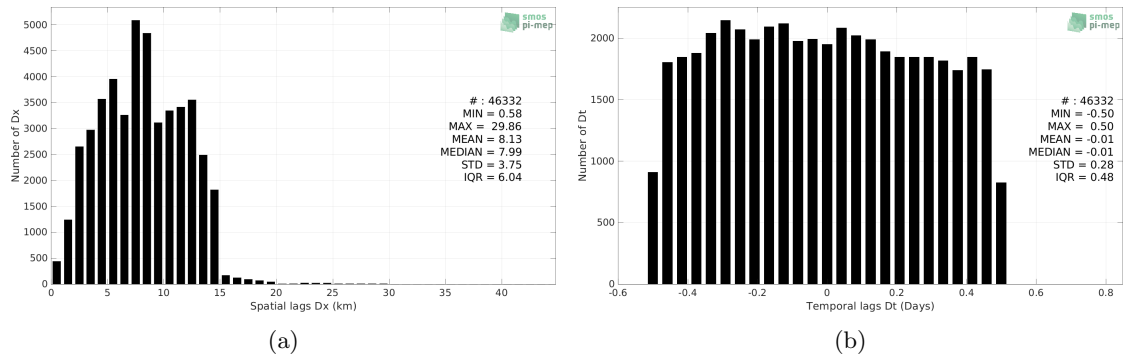 smos
pi-mep
5000
4500
4000
3500
3000
2500
2000
1500
1000
500
0
Number of Dx
# : 46332
MIN = 0.58
MAX = 29.86
MEAN = 8.13
MEDIAN = 7.99
STD = 3.75
IQR = 6.04
0 5 10 15 20 25 30 35 40
Spatial lags Dx (km)
(a)
smos
pi-mep
2000
1500
1000
500
0
Number of Dt
# : 46332
MIN = -0.50
MAX = 0.50
MEAN = -0.01
MEDIAN = -0.01
STD = 0.28
IQR = 0.48
-0.6 -0.4 -0.2 0 0.2 0.4 0.6 0.8
Temporal lags Dt (Days)
(b)